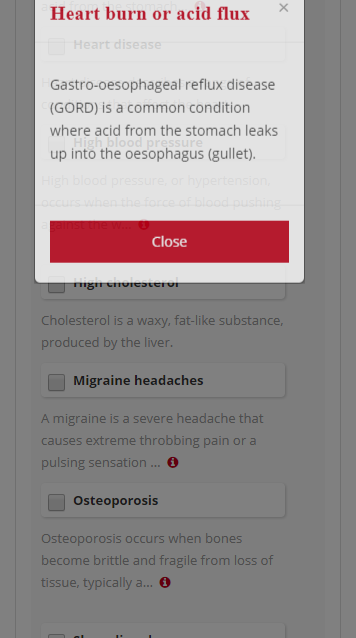 Heart burn or acid flux
×
Gastro-oesophageal reflux disease
(GORD) is a common condition
where acid from the stomach leaks
up into the oesophagus (gullet).
Close
Heart disease
High blood pressure
High blood pressure, or hypertension,
occurs when the force of blood pushing
against the w...
High cholesterol
Cholesterol is a waxy, fat-like substance,
produced by the liver.
Migraine headaches
A migraine is a severe headache that
causes extreme throbbing pain or a
pulsing sensation ...
Osteoporosis
Osteoporosis occurs when bones
become brittle and fragile from loss of
tissue, typically a...